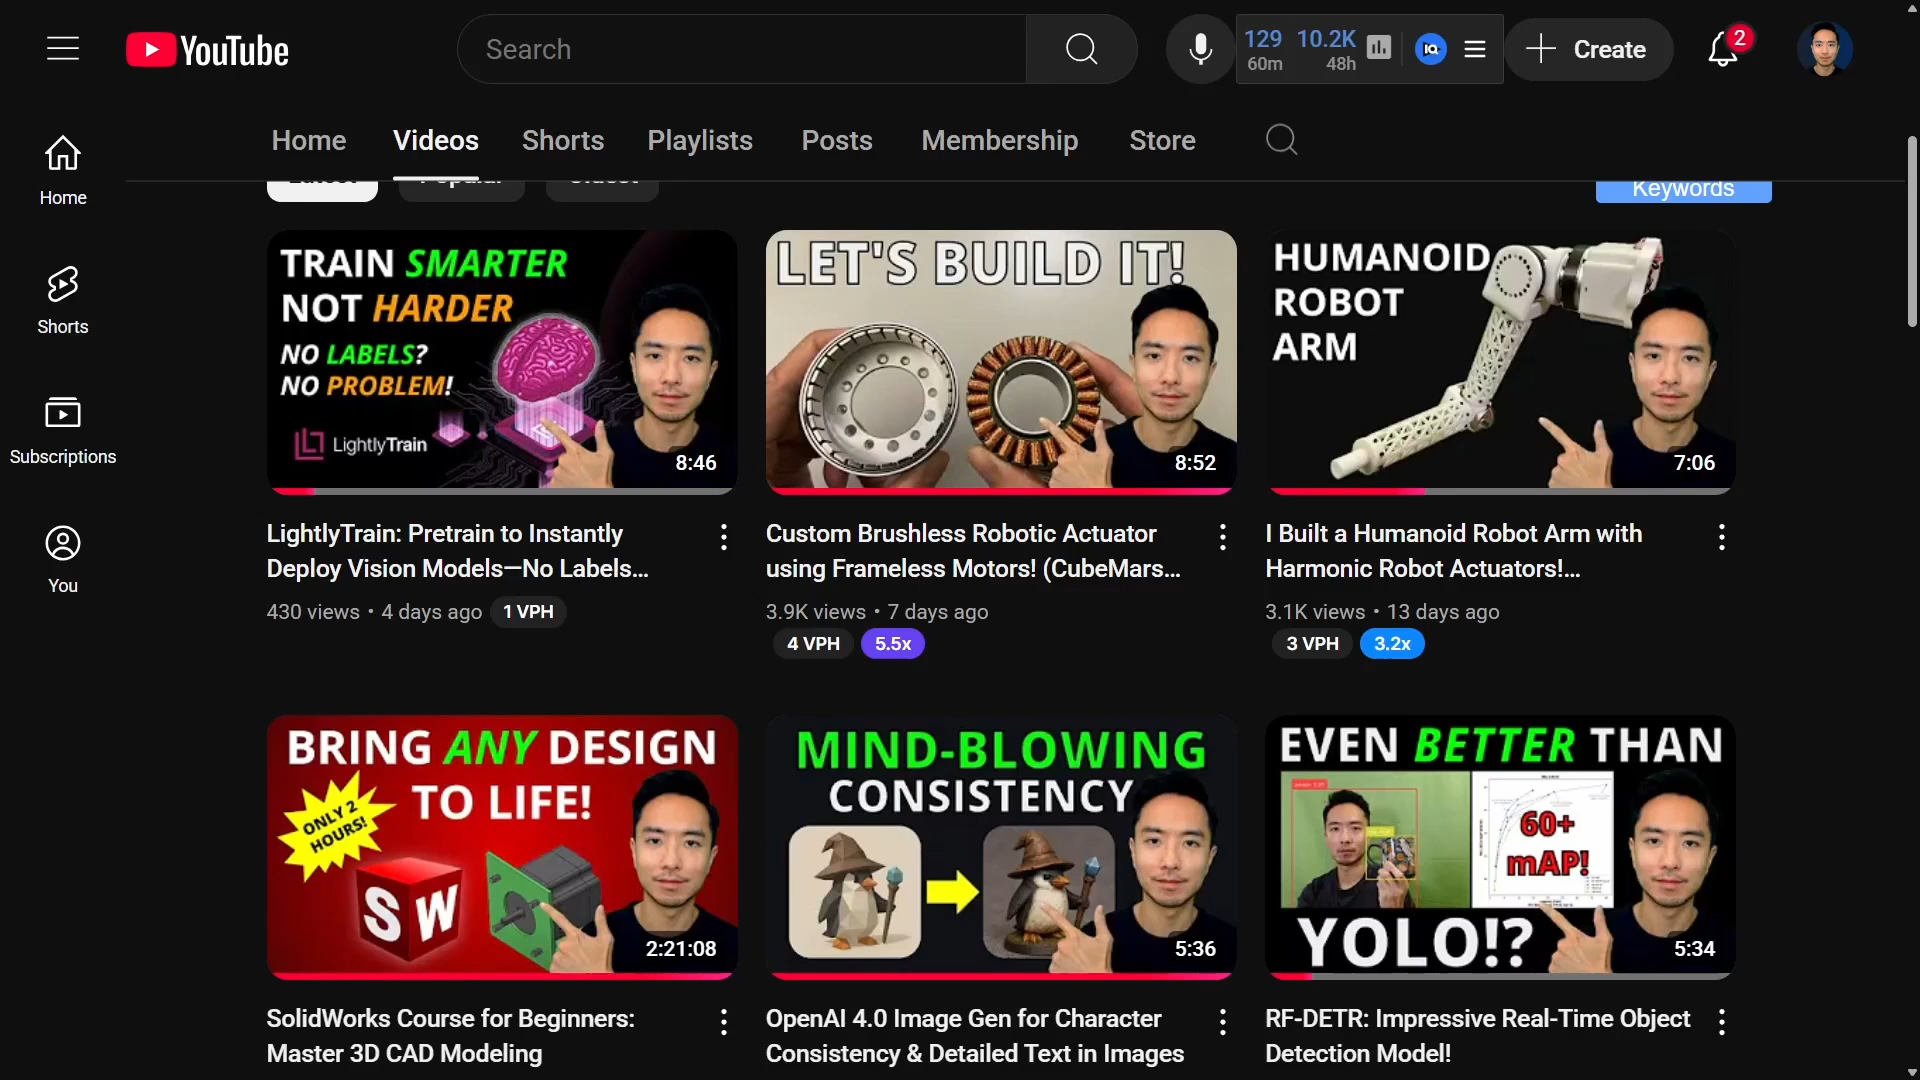 YouTube
Search
129 10.2K
60m 48h
IQ
Create
2
Home Videos Shorts Playlists Posts Membership Store
Latest Popular Oldest
Keywords
Home
Shorts
Subscriptions
You
TRAIN SMARTER
NOT HARDER
NO LABELS?
NO PROBLEM!
LightlyTrain
8:46
LightlyTrain: Pretrain to Instantly
Deploy Vision Models—No Labels...
430 views • 4 days ago 1 VPH
LET'S BUILD IT!
8:52
Custom Brushless Robotic Actuator
using Frameless Motors! (CubeMars...
3.9K views • 7 days ago
4 VPH 5.5x
HUMANOID
ROBOT
ARM
7:06
I Built a Humanoid Robot Arm with
Harmonic Robot Actuators!...
3.1K views • 13 days ago
3 VPH 3.2x
BRING ANY DESIGN
TO LIFE!
ONLY 2
HOURS!
SW
2:21:08
SolidWorks Course for Beginners:
Master 3D CAD Modeling
MIND-BLOWING
CONSISTENCY
5:36
OpenAI 4.0 Image Gen for Character
Consistency & Detailed Text in Images
EVEN BETTER THAN
60+
mAP!
YOLO!?
5:34
RF-DETR: Impressive Real-Time Object
Detection Model!